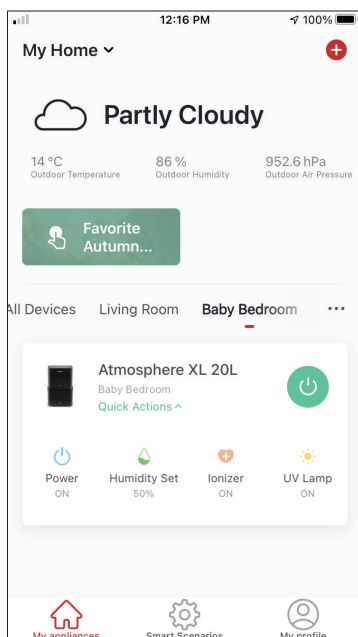 12:16 PM 100%
My Home
Partly Cloudy
14 °C 86 % 952.6 hPa
Outdoor Temperature Outdoor Humidity Outdoor Air Pressure
Favorite
Autumn...
All Devices Living Room Baby Bedroom ...
Atmosphere XL 20L
Baby Bedroom
Quick Actions
Power Humidity Set Ionizer UV Lamp
ON 50% ON ON
My appliances Smart Scenarios My profile